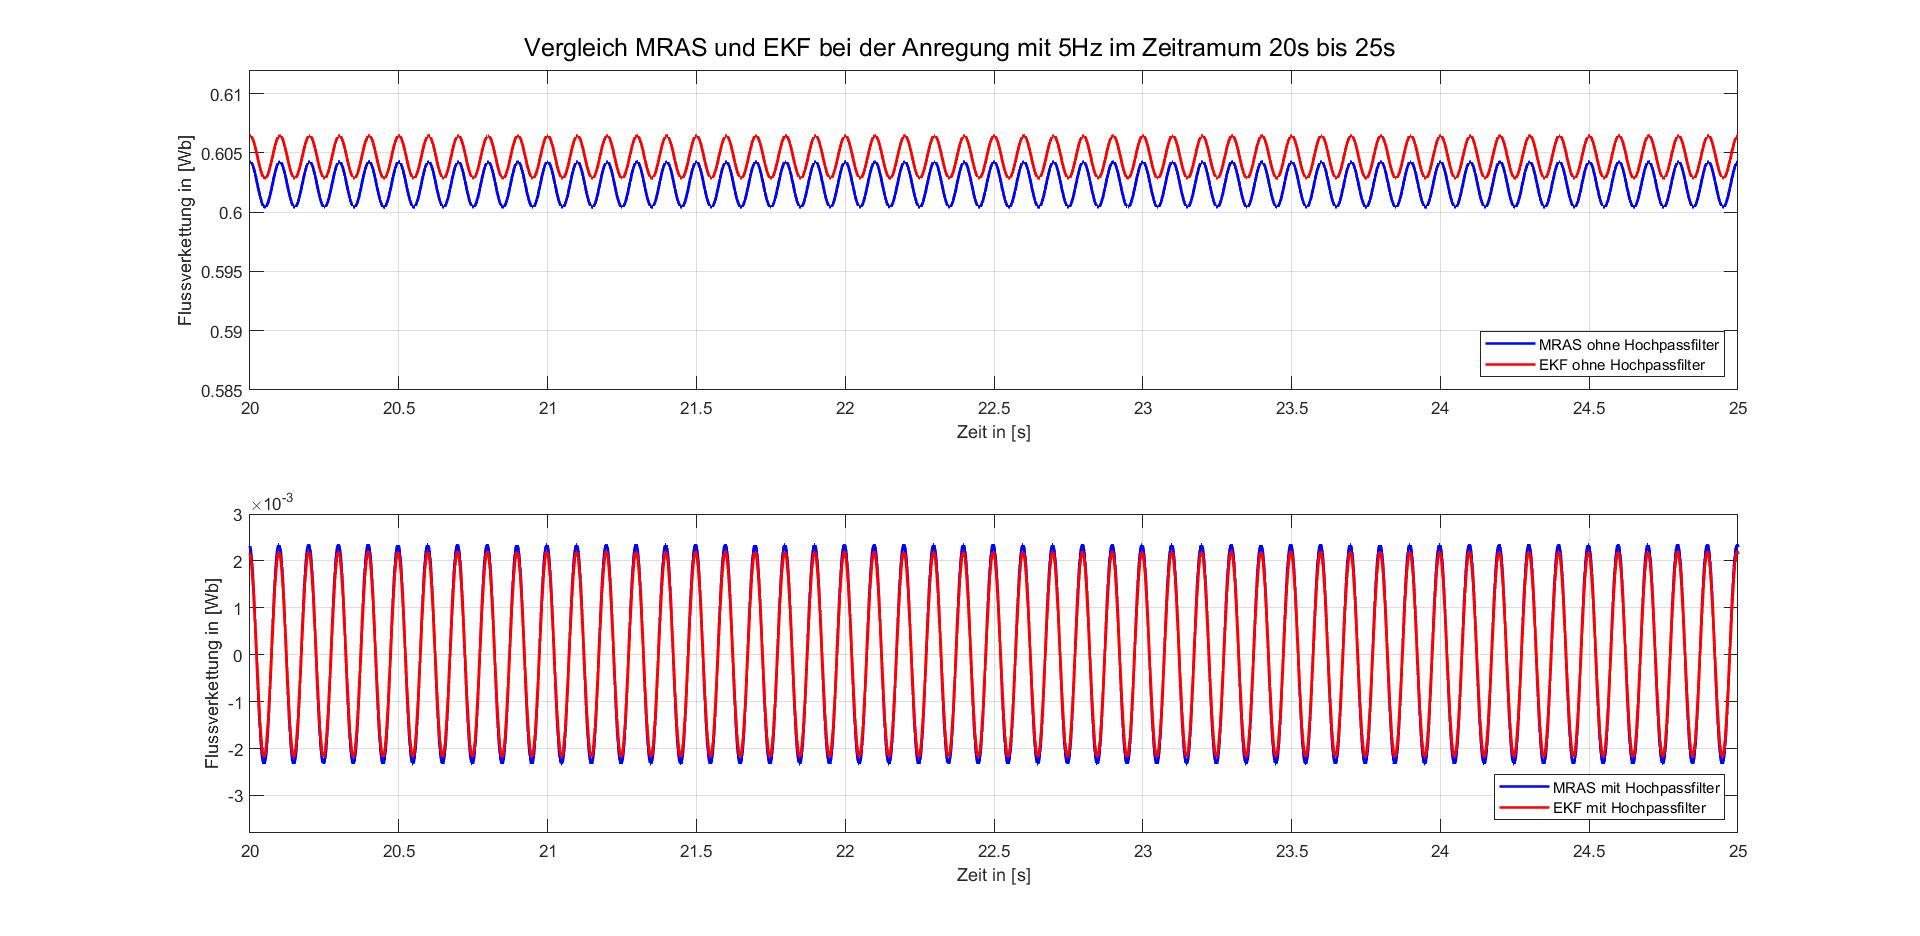 Vergleich MRAS und EKF bei der Anregung mit 5Hz im Zeitramum 20s bis 25s
0.61
0.605
0.6
0.595
0.59
0.585
Flussverkettung in [Wb]
MRAS ohne Hochpassfilter
EKF ohne Hochpassfilter
20 20.5 21 21.5 22 22.5 23 23.5 24 24.5 25
Zeit in [s]
×10-3
3
2
1
0
-1
-2
-3
Flussverkettung in [Wb]
MRAS mit Hochpassfilter
EKF mit Hochpassfilter
20 20.5 21 21.5 22 22.5 23 23.5 24 24.5 25
Zeit in [s]